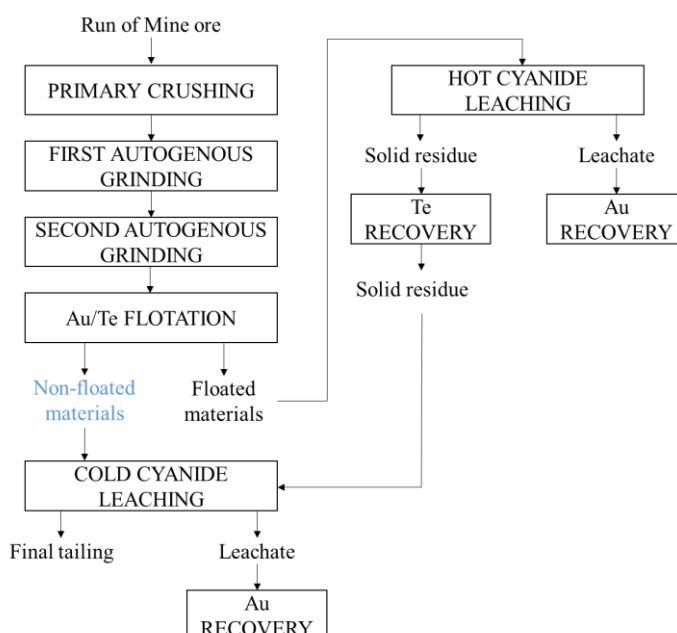 Run of Mine ore
PRIMARY CRUSHING
FIRST AUTOGENOUS
GRINDING
SECOND AUTOGENOUS
GRINDING
Au/Te FLOTATION
Non-floated
materials
Floated
materials
HOT CYANIDE
LEACHING
Solid residue
Leachate
Te
RECOVERY
Au
RECOVERY
Solid residue
COLD CYANIDE
LEACHING
Final tailing
Leachate
Au
RECOVERY